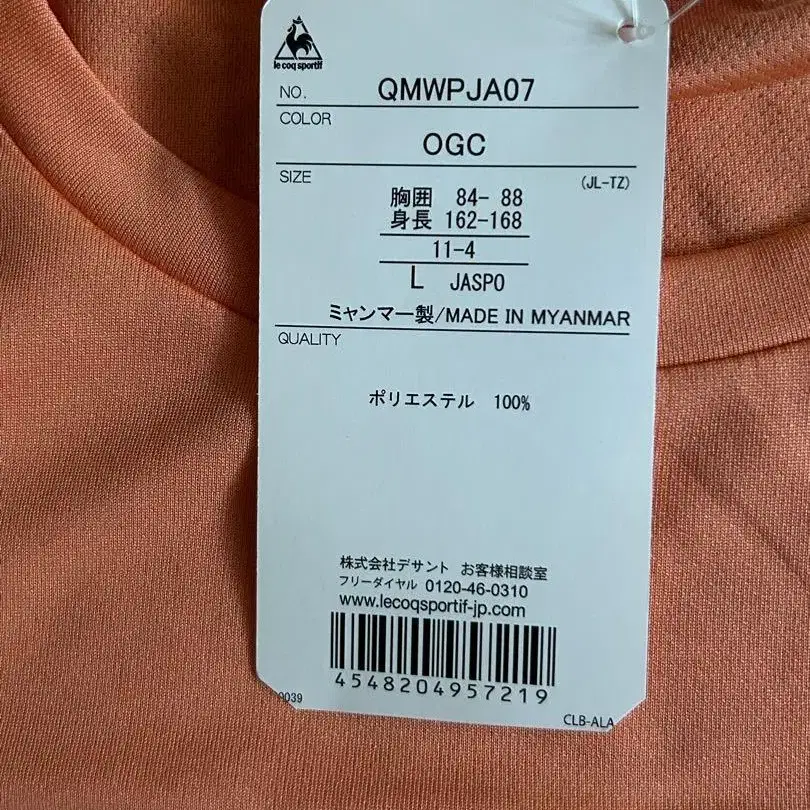 le coq sportif
NO. QMWPJA07
COLOR
OGC
SIZE (JL-TZ)
胸囲 84- 88
身長 162-168
11-4
L JASPO
ミャンマー製/MADE IN MYANMAR
QUALITY
ポリエステル 100%
株式会社デサント お客様相談室
フリーダイヤル 0120-46-0310
www.lecoqsportif-jp.com
4548204957219
0039 CLB-ALA